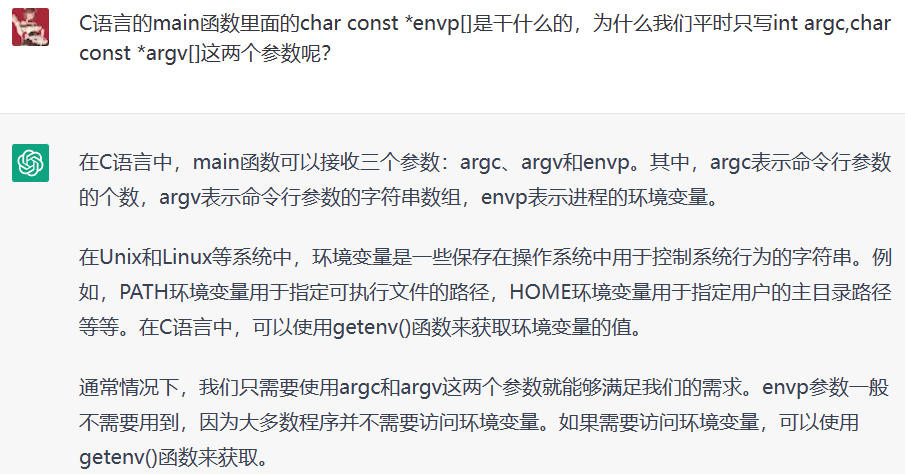 C语言的main函数里面的char const *envp[]是干什么的，为什么我们平时只写int argc,char
const *argv[]这两个参数呢？
在C语言中，main函数可以接收三个参数：argc、argv和envp。其中，argc表示命令行参数
的个数，argv表示命令行参数的字符串数组，envp表示进程的环境变量。
在Unix和Linux等系统中，环境变量是一些保存在操作系统中用于控制系统行为的字符串。例
如，PATH环境变量用于指定可执行文件的路径，HOME环境变量用于指定用户的主目录路径
等等。在C语言中，可以使用getenv()函数来获取环境变量的值。
通常情况下，我们只需要使用argc和argv这两个参数就能够满足我们的需求。envp参数一般
不需要用到，因为大多数程序并不需要访问环境变量。如果需要访问环境变量，可以使用
getenv()函数来获取。